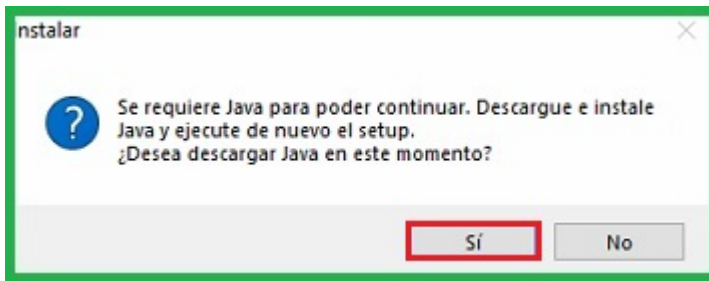 nstalar
Se requiere Java para poder continuar. Descargue e instale
Java y ejecute de nuevo el setup.
¿Desea descargar Java en este momento?
Sí
No